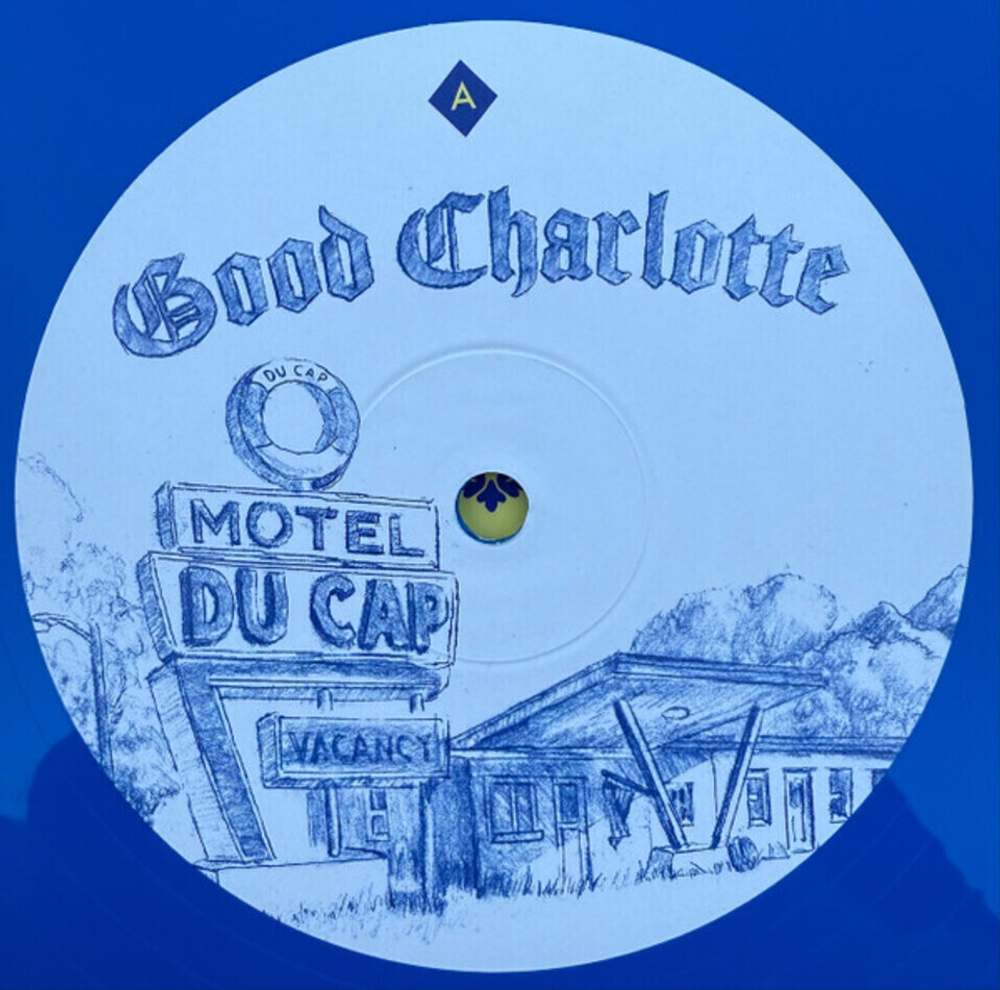 A
Good Charlotte
DU CAP
MOTEL
DU CAP
VACANCY